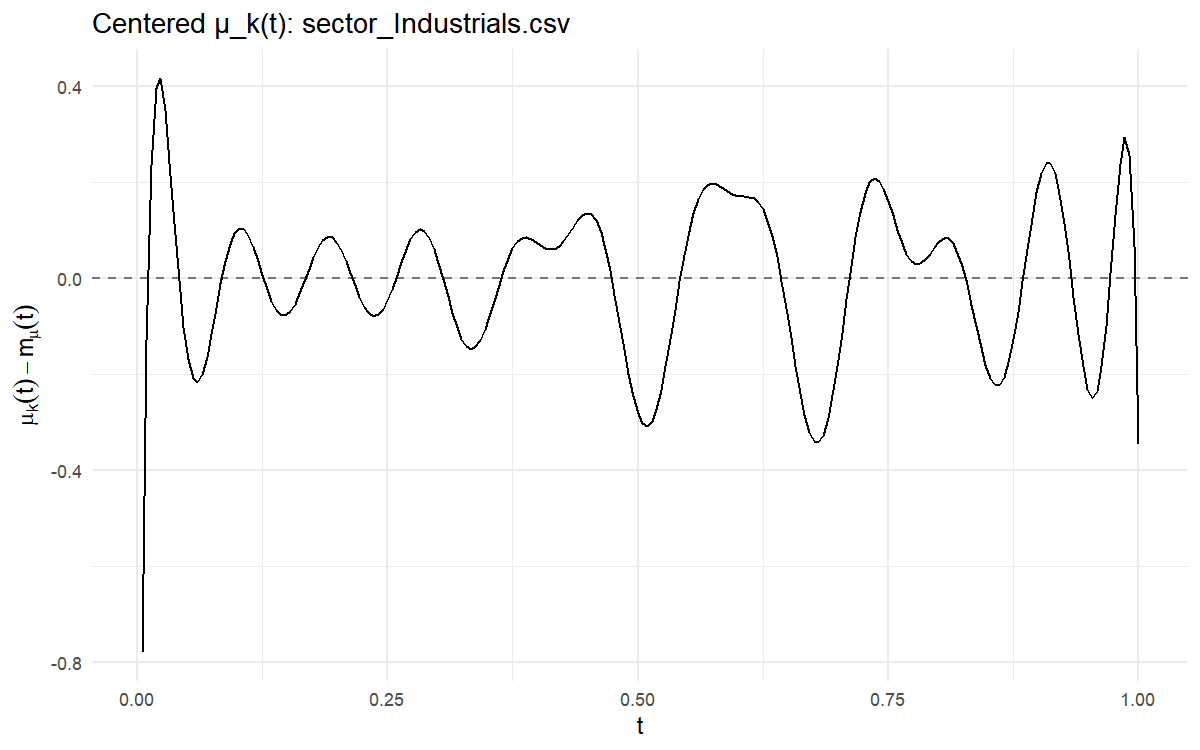 Centered µ_k(t): sector_Industrials.csv
0.4
0.0
-0.4
-0.8
μk(t) − mμ(t)
0.00 0.25 0.50 0.75 1.00
t